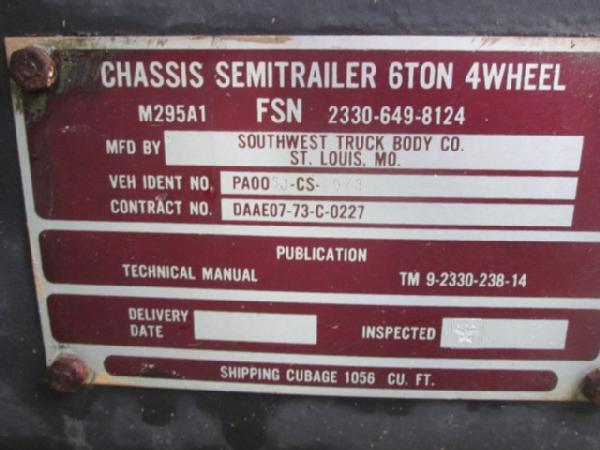 CHASSIS SEMITRAILER 6TON 4WHEEL
M295A1 FSN 2330-649-8124
MFD BY SOUTHWEST TRUCK BODY CO.
ST. LOUIS, MO.
VEH IDENT NO.
CONTRACT NO. DAAE07-73-C-0227
PUBLICATION
TECHNICAL MANUAL TM 9-2330-238-14
DELIVERY
DATE
INSPECTED
SHIPPING CUBAGE 1056 CU. FT.